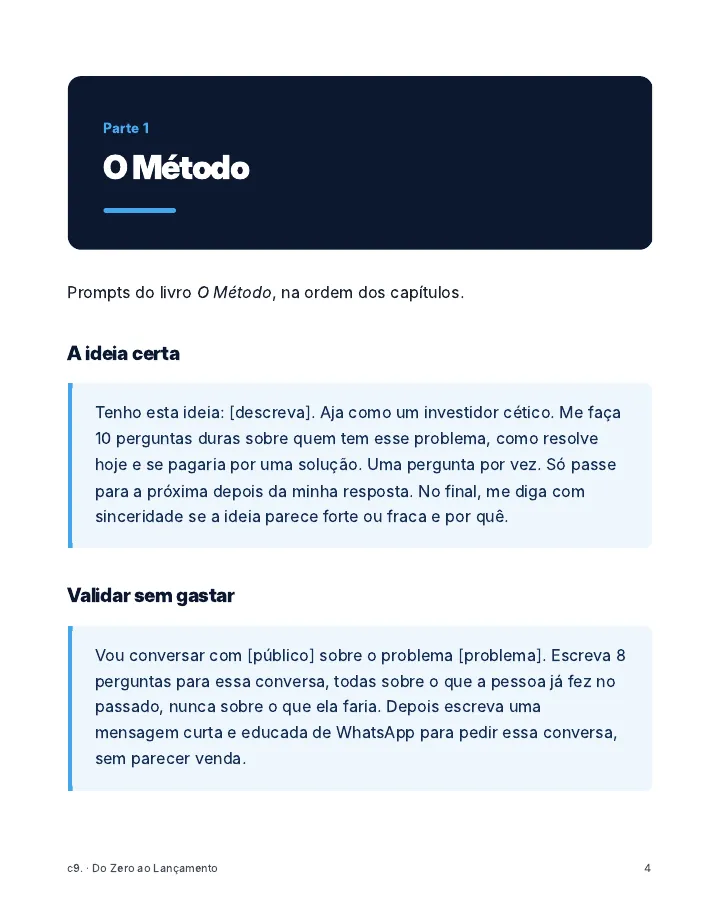 Parte 1
O Método
Prompts do livro O Método, na ordem dos capítulos.
A ideia certa
Tenho esta ideia: [descreva]. Aja como um investidor cético. Me faça
10 perguntas duras sobre quem tem esse problema, como resolve
hoje e se pagaria por uma solução. Uma pergunta por vez. Só passe
para a próxima depois da minha resposta. No final, me diga com
sinceridade se a ideia parece forte ou fraca e por quê.
Validar sem gastar
Vou conversar com [público] sobre o problema [problema]. Escreva 8
perguntas para essa conversa, todas sobre o que a pessoa já fez no
passado, nunca sobre o que ela faria. Depois escreva uma
mensagem curta e educada de WhatsApp para pedir essa conversa,
sem parecer venda.
c9. · Do Zero ao Lançamento
4